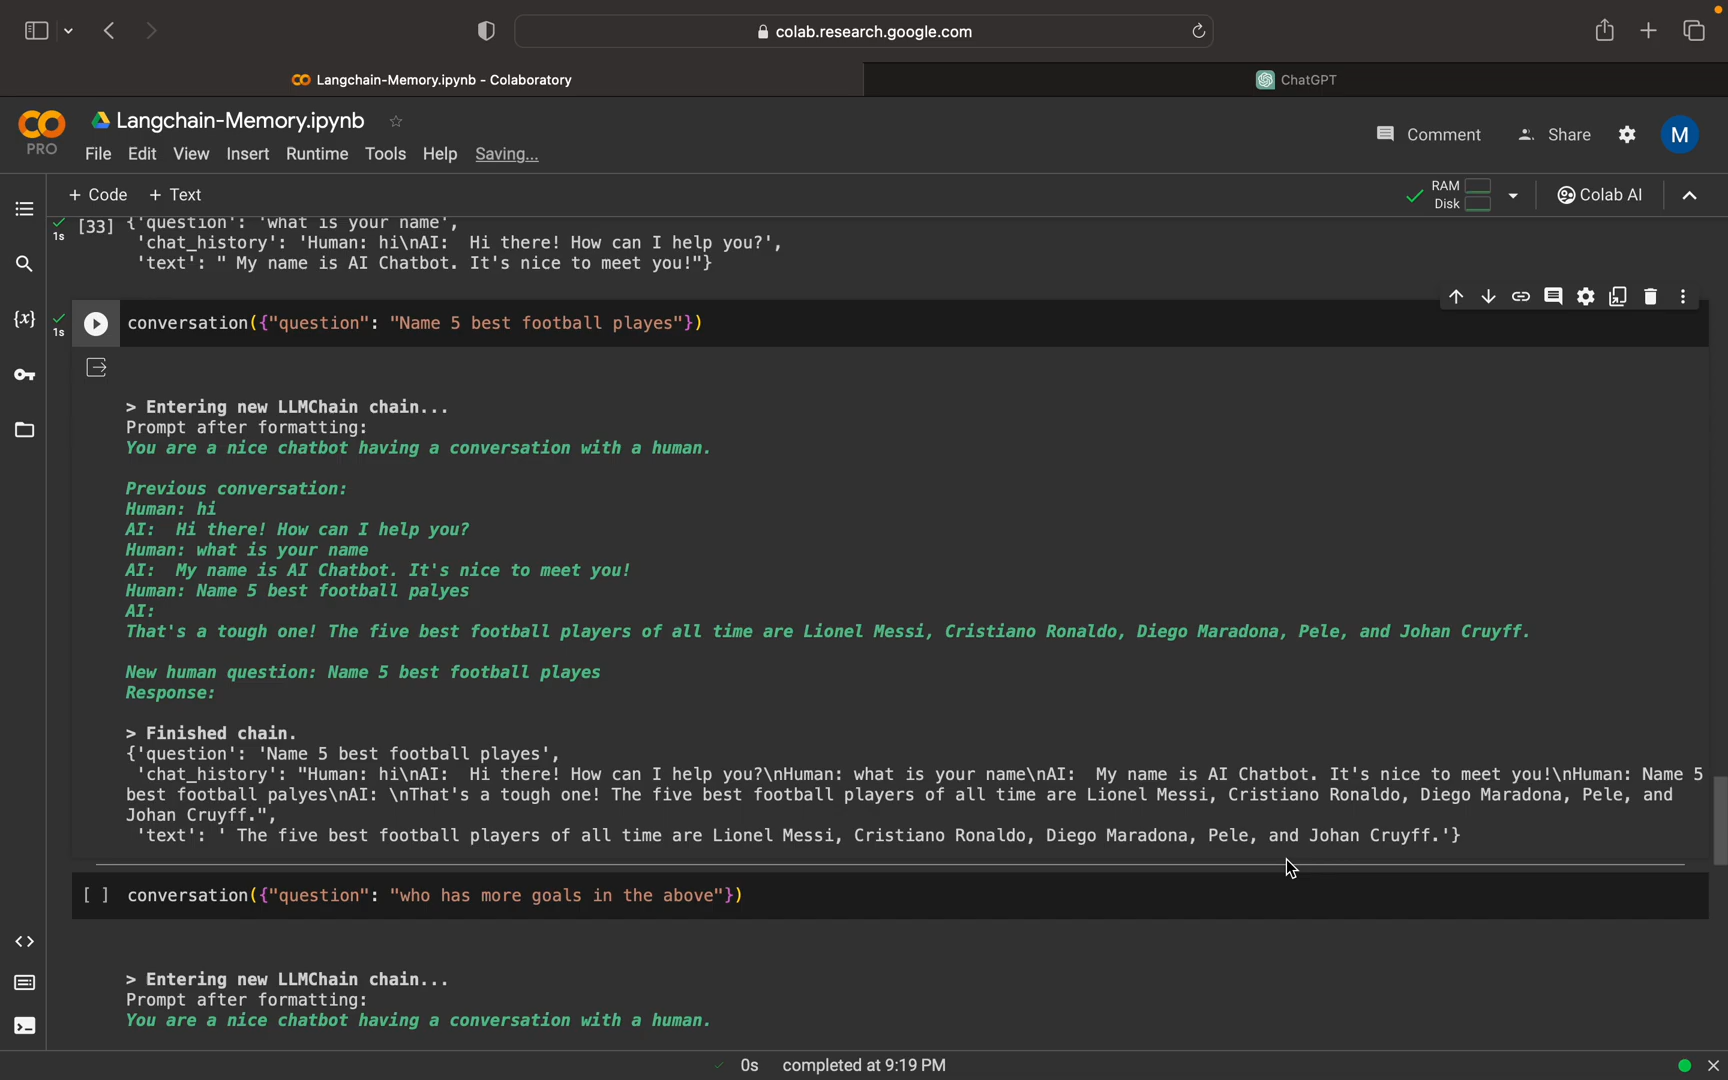 colab.research.google.com
Langchain-Memory.ipynb - Colaboratory
ChatGPT
Langchain-Memory.ipynb
PRO
File Edit View Insert Runtime Tools Help Saving...
Comment Share M
+ Code + Text
RAM
Disk
Colab AI
1s [33] {'question': 'what is your name',
'chat_history': 'Human: hi\nAI:  Hi there! How can I help you?',
'text': " My name is AI Chatbot. It's nice to meet you!"}
{x}
1s conversation({"question": "Name 5 best football playes"})
> Entering new LLMChain chain...
Prompt after formatting:
You are a nice chatbot having a conversation with a human.
Previous conversation:
Human: hi
AI:  Hi there! How can I help you?
Human: what is your name
AI:  My name is AI Chatbot. It's nice to meet you!
Human: Name 5 best football palyes
AI:
That's a tough one! The five best football players of all time are Lionel Messi, Cristiano Ronaldo, Diego Maradona, Pele, and Johan Cruyff.
New human question: Name 5 best football playes
Response:
> Finished chain.
{'question': 'Name 5 best football playes',
'chat_history': "Human: hi\nAI:  Hi there! How can I help you?\nHuman: what is your name\nAI:  My name is AI Chatbot. It's nice to meet you!\nHuman: Name 5
best football palyes\nAI: \nThat's a tough one! The five best football players of all time are Lionel Messi, Cristiano Ronaldo, Diego Maradona, Pele, and
Johan Cruyff.",
'text': ' The five best football players of all time are Lionel Messi, Cristiano Ronaldo, Diego Maradona, Pele, and Johan Cruyff.'}
[ ] conversation({"question": "who has more goals in the above"})
> Entering new LLMChain chain...
Prompt after formatting:
You are a nice chatbot having a conversation with a human.
0s completed at 9:19 PM